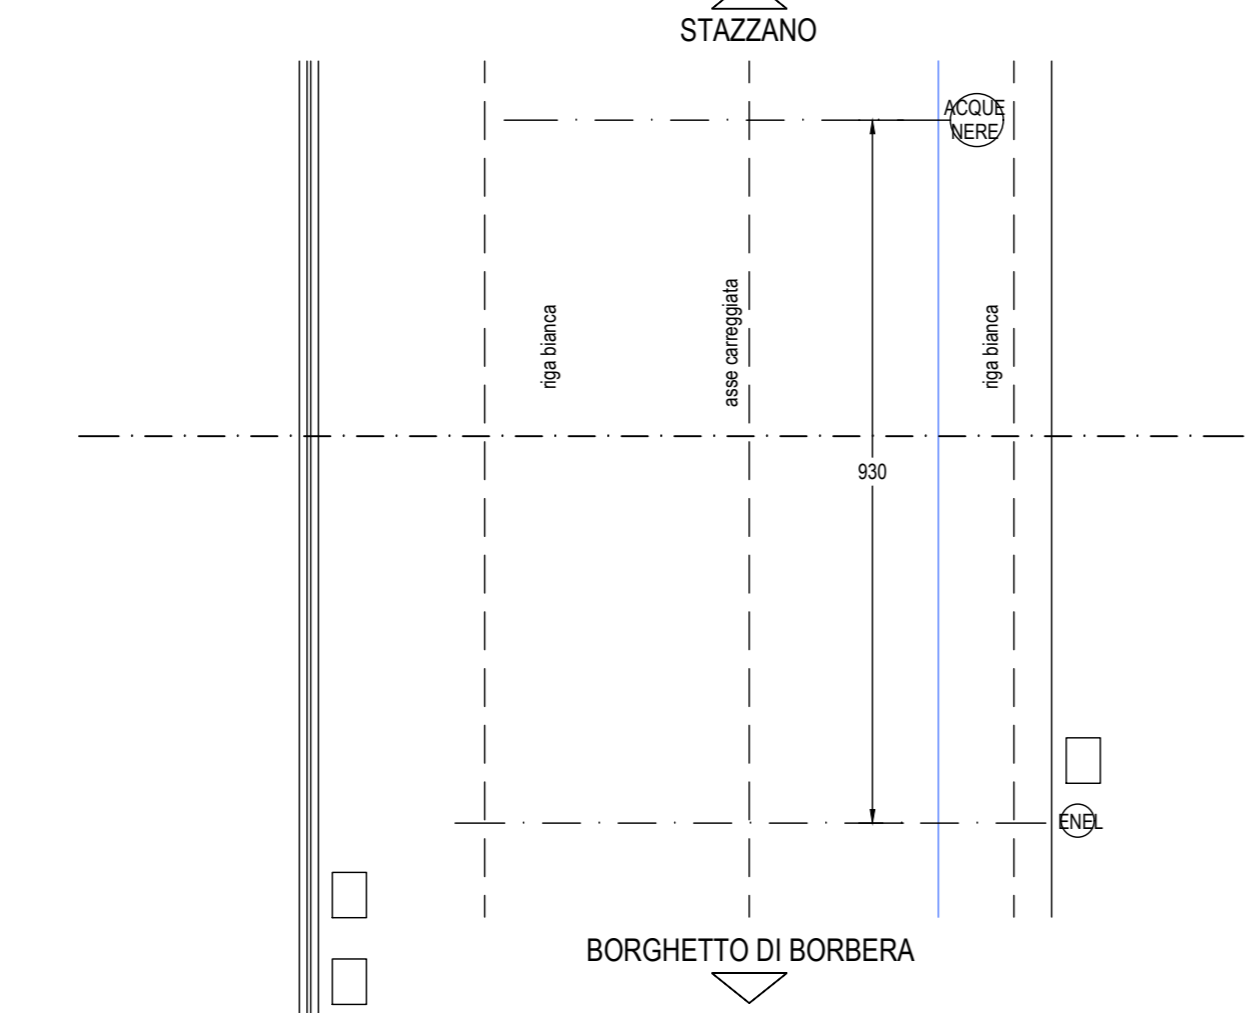 STAZZANO
ACQUE
NERE
riga bianca
asse carreggiata
riga bianca
930
ENEL
BORGHETTO DI BORBERA